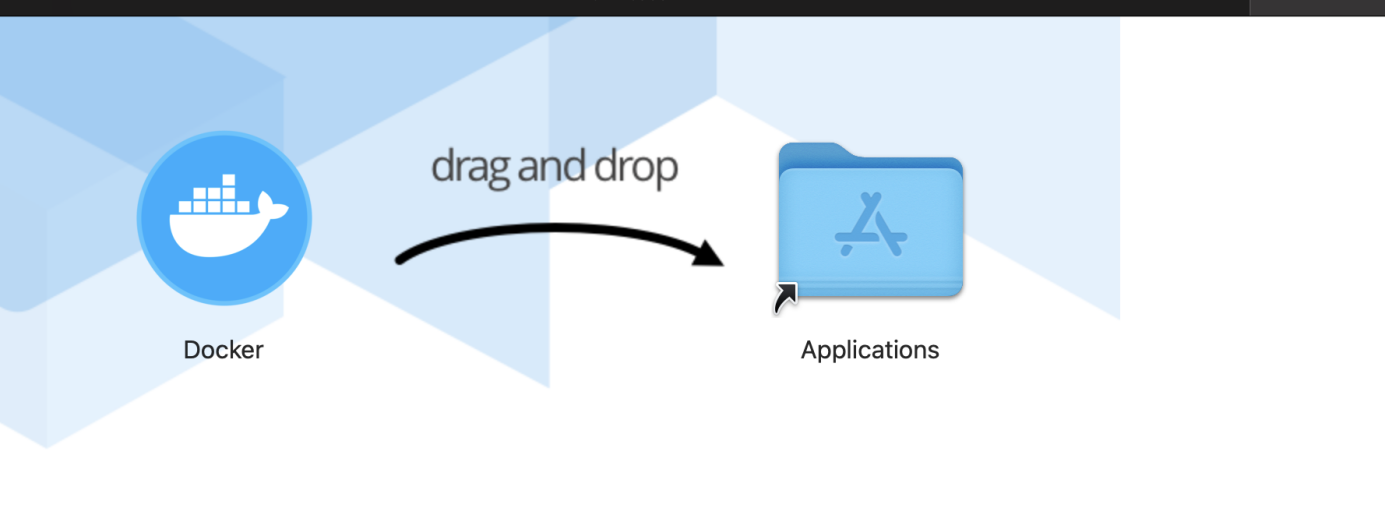 drag and drop
Docker
Applications